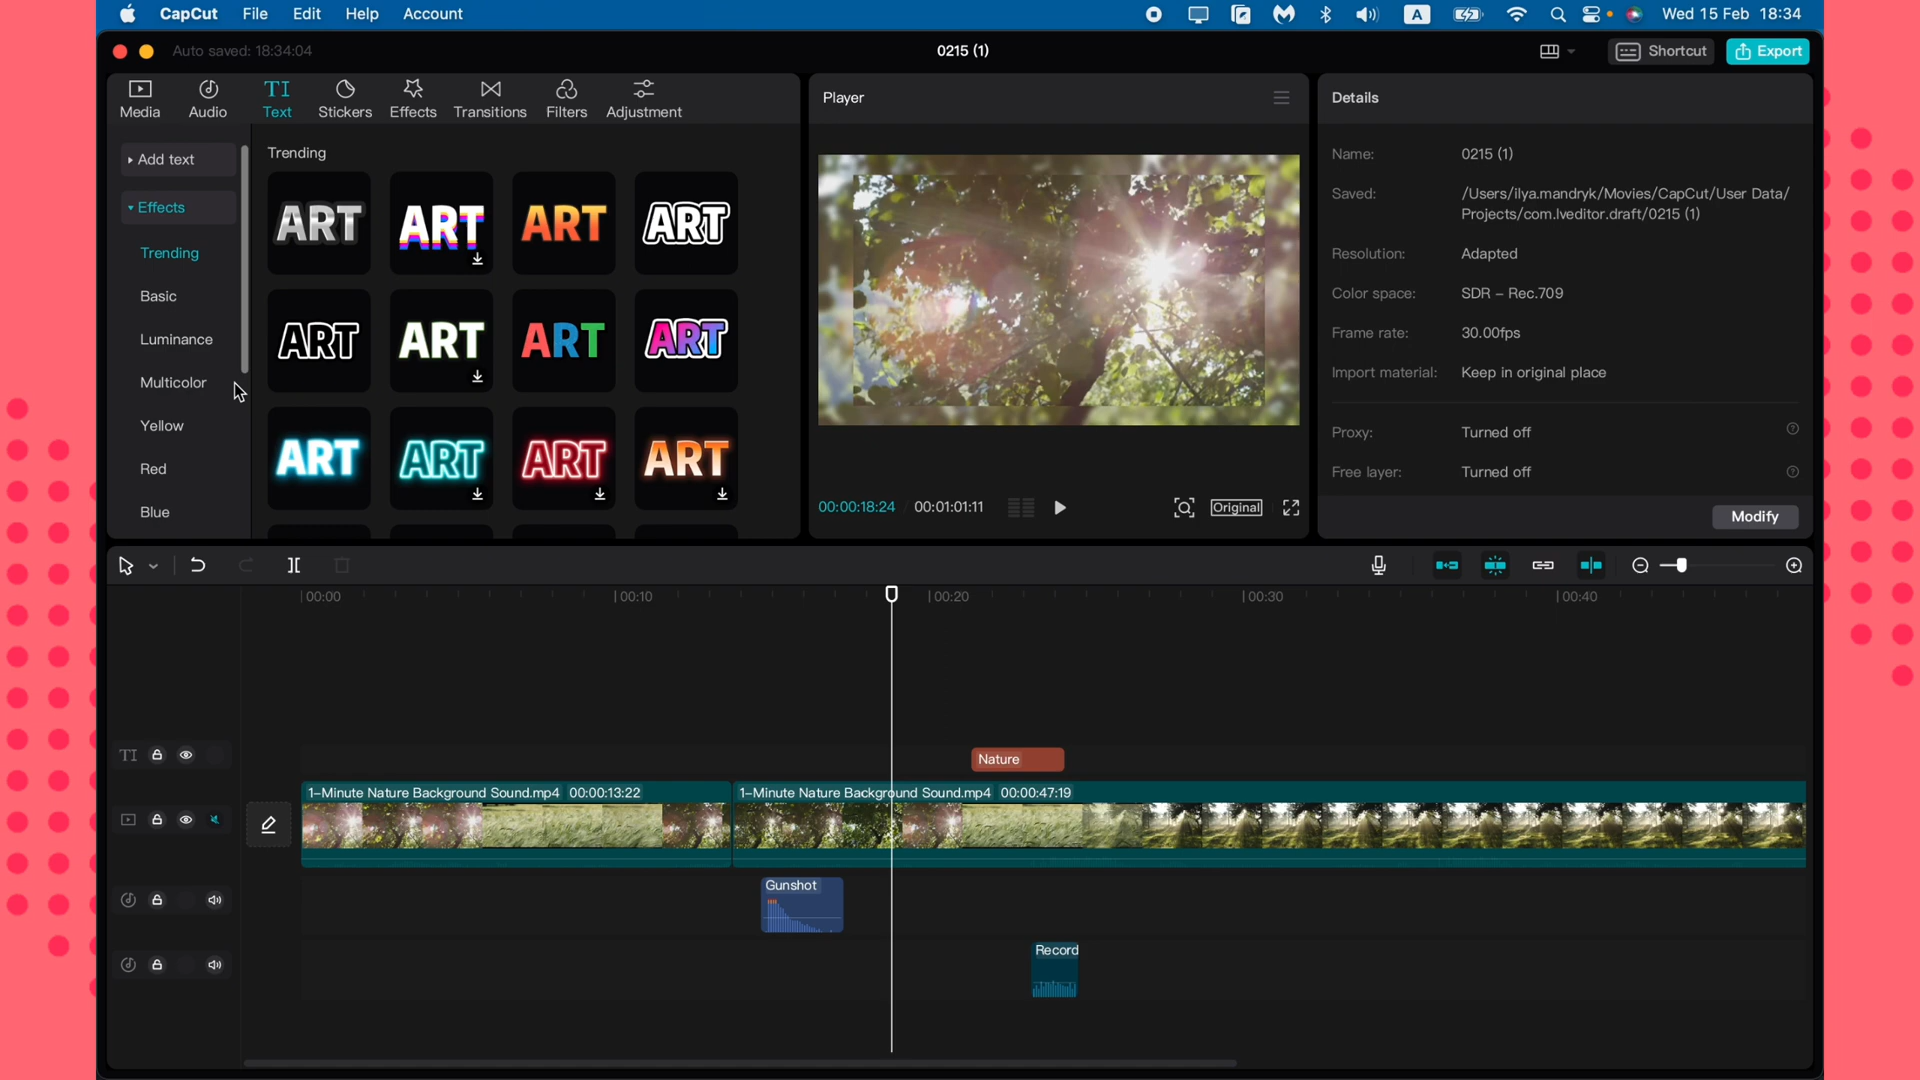 CapCut File Edit Help Account
A Wed 15 Feb 18:34
Auto saved: 18:34:04
0215 (1)
Shortcut
Export
Media Audio Text Stickers Effects Transitions Filters Adjustment
TI
Add text
Effects
Trending
Basic
Luminance
Multicolor
Yellow
Red
Blue
Trending
ART ART ART ART
ART ART ART ART
ART ART ART ART
Player
00:00:18:24 / 00:01:01:11
Original
Details
Name: 0215 (1)
Saved: /Users/ilya.mandryk/Movies/CapCut/User Data/
Projects/com.lveditor.draft/0215 (1)
Resolution: Adapted
Color space: SDR – Rec.709
Frame rate: 30.00fps
Import material: Keep in original place
Proxy: Turned off
Free layer: Turned off
Modify
00:00 00:10 00:20 00:30 00:40
TI
Nature
1–Minute Nature Background Sound.mp4 00:00:13:22
1–Minute Nature Background Sound.mp4 00:00:47:19
Gunshot
Record